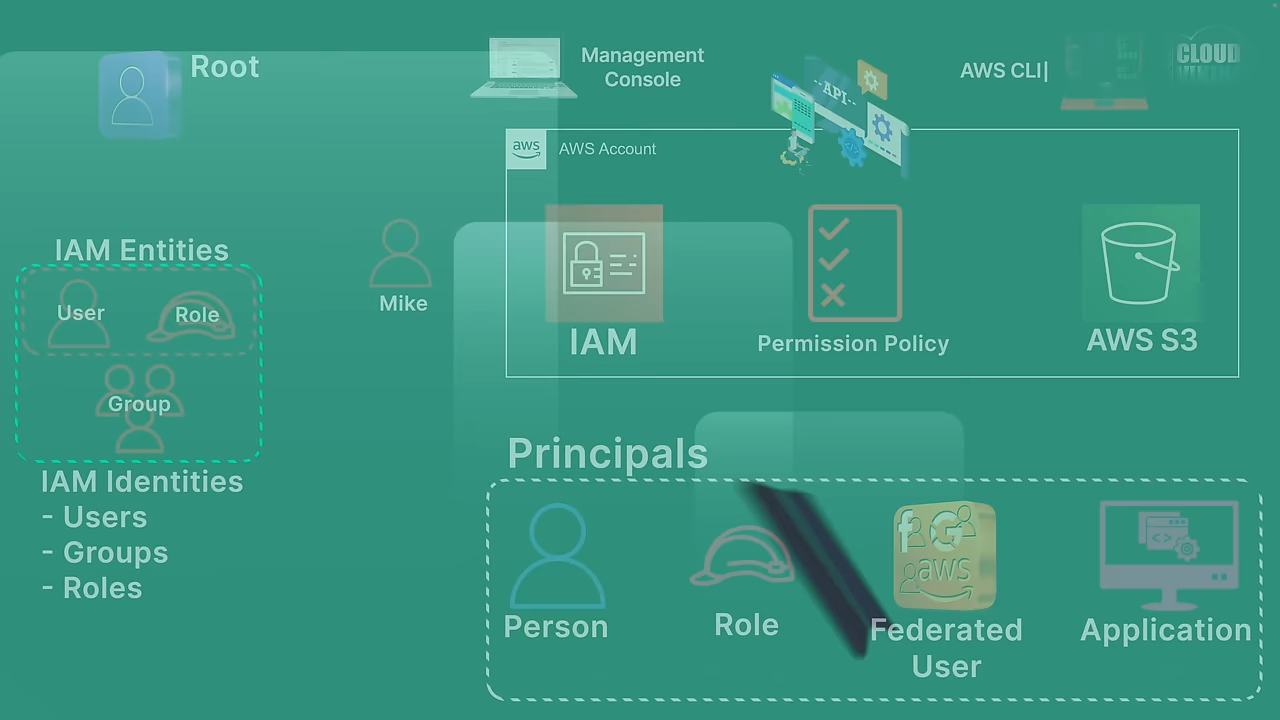 Root
Management
Console
--API--
AWS CLI|
CLOUD
aws
AWS Account
IAM Entities
User
Role
Group
Mike
IAM
Permission Policy
AWS S3
IAM Identities
- Users
- Groups
- Roles
Principals
f G
aws
Person
Role
Federated
User
Application